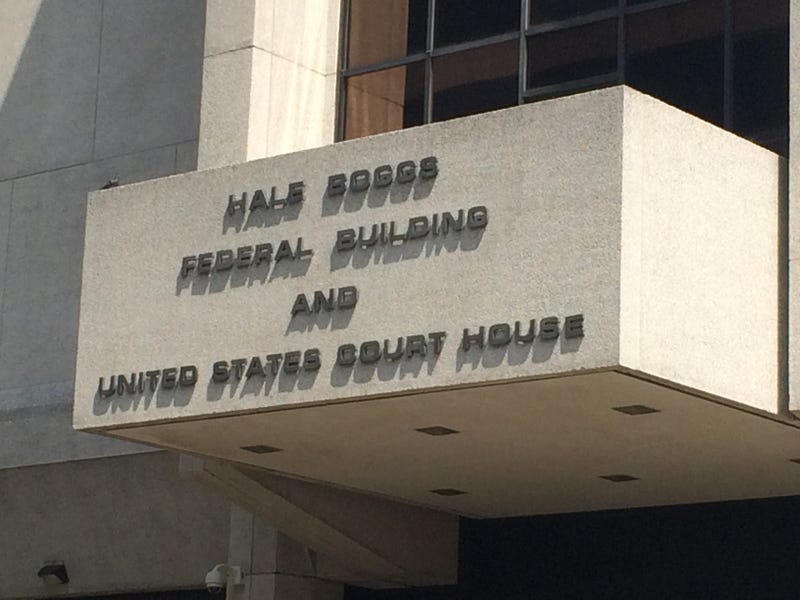 HALE BOGGS
FEDERAL BUILDING
AND
UNITED STATES COURT HOUSE